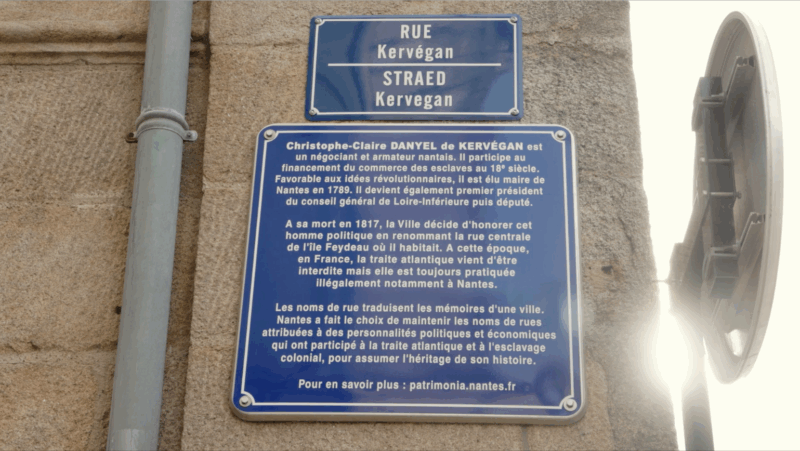 RUE
Kervégan
STRAED
Kervegan
Christophe-Claire DANYEL de KERVÉGAN est
un négociant et armateur nantais. Il participe au
financement du commerce des esclaves au 18e siècle.
Favorable aux idées révolutionnaires, il est élu maire de
Nantes en 1789. Il devient également premier président
du conseil général de Loire-Inférieure puis député.
A sa mort en 1817, la Ville décide d'honorer cet
homme politique en renommant la rue centrale
de l'île Feydeau où il habitait. A cette époque,
en France, la traite atlantique vient d'être
interdite mais elle est toujours pratiquée
illégalement notamment à Nantes.
Les noms de rue traduisent les mémoires d'une ville.
Nantes a fait le choix de maintenir les noms de rues
attribuées à des personnalités politiques et économiques
qui ont participé à la traite atlantique et à l'esclavage
colonial, pour assumer l'héritage de son histoire.
Pour en savoir plus : patrimonia.nantes.fr